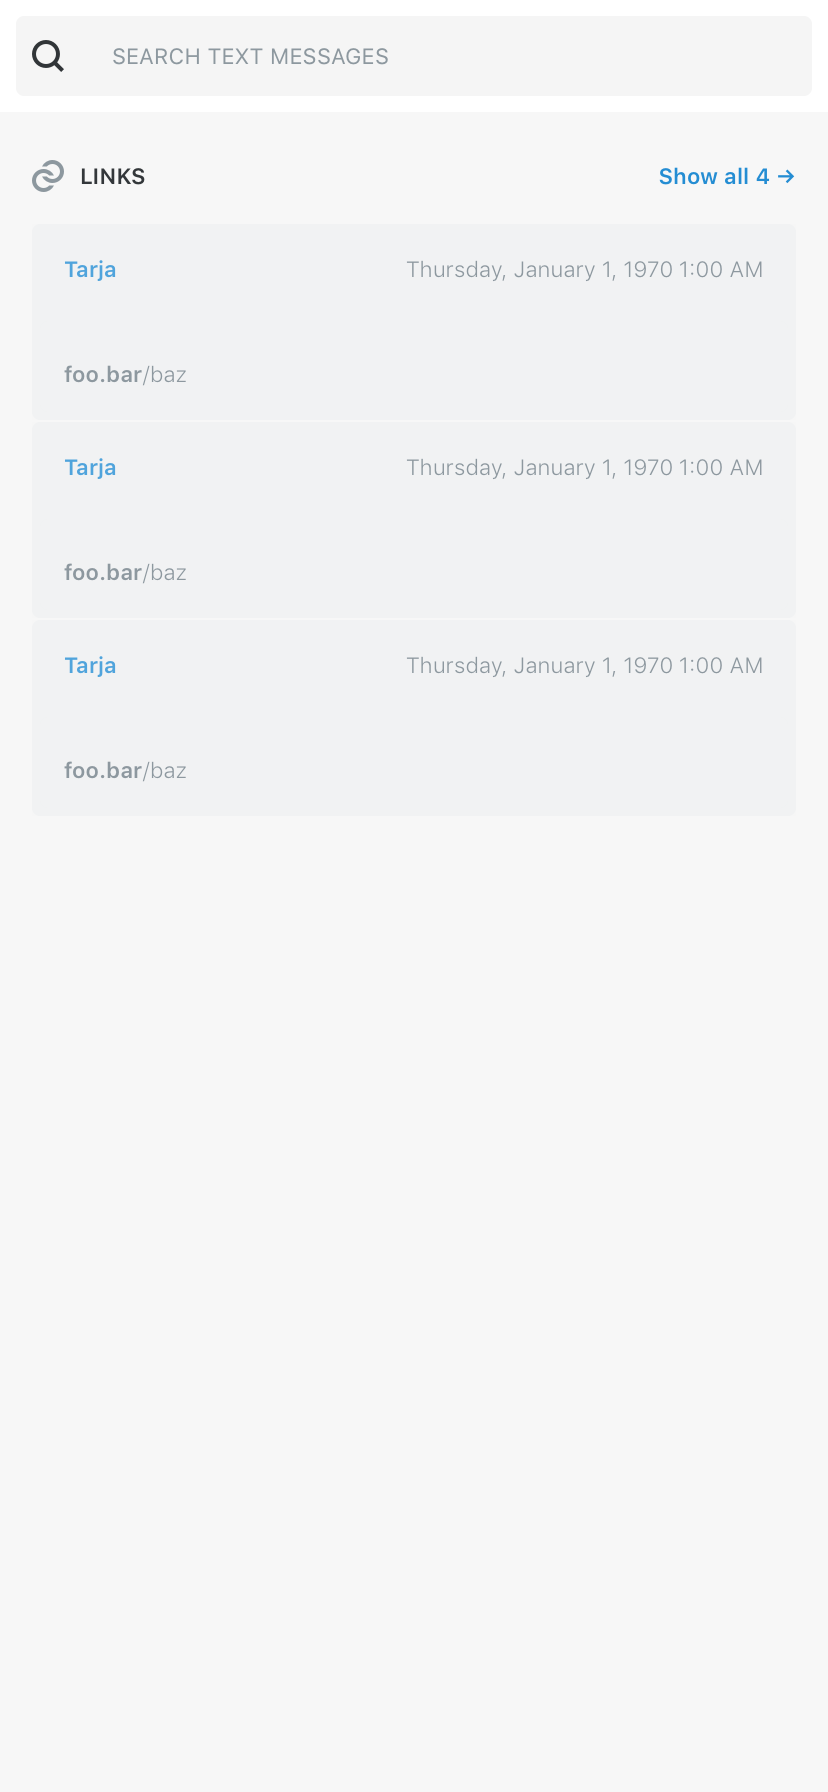 SEARCH TEXT MESSAGES
LINKS Show all 4 →
Tarja Thursday, January 1, 1970 1:00 AM
foo.bar/baz
Tarja Thursday, January 1, 1970 1:00 AM
foo.bar/baz
Tarja Thursday, January 1, 1970 1:00 AM
foo.bar/baz